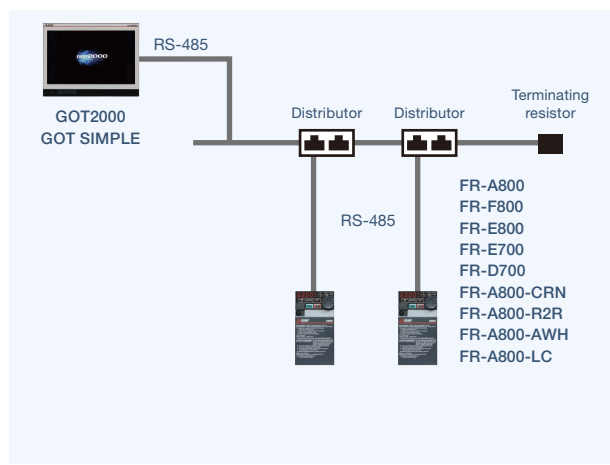 RS-485
GOT2000
GOT2000
GOT SIMPLE
Distributor
Distributor
Terminating
resistor
RS-485
FR-A800
FR-F800
FR-E800
FR-E700
FR-D700
FR-A800-CRN
FR-A800-R2R
FR-A800-AWH
FR-A800-LC